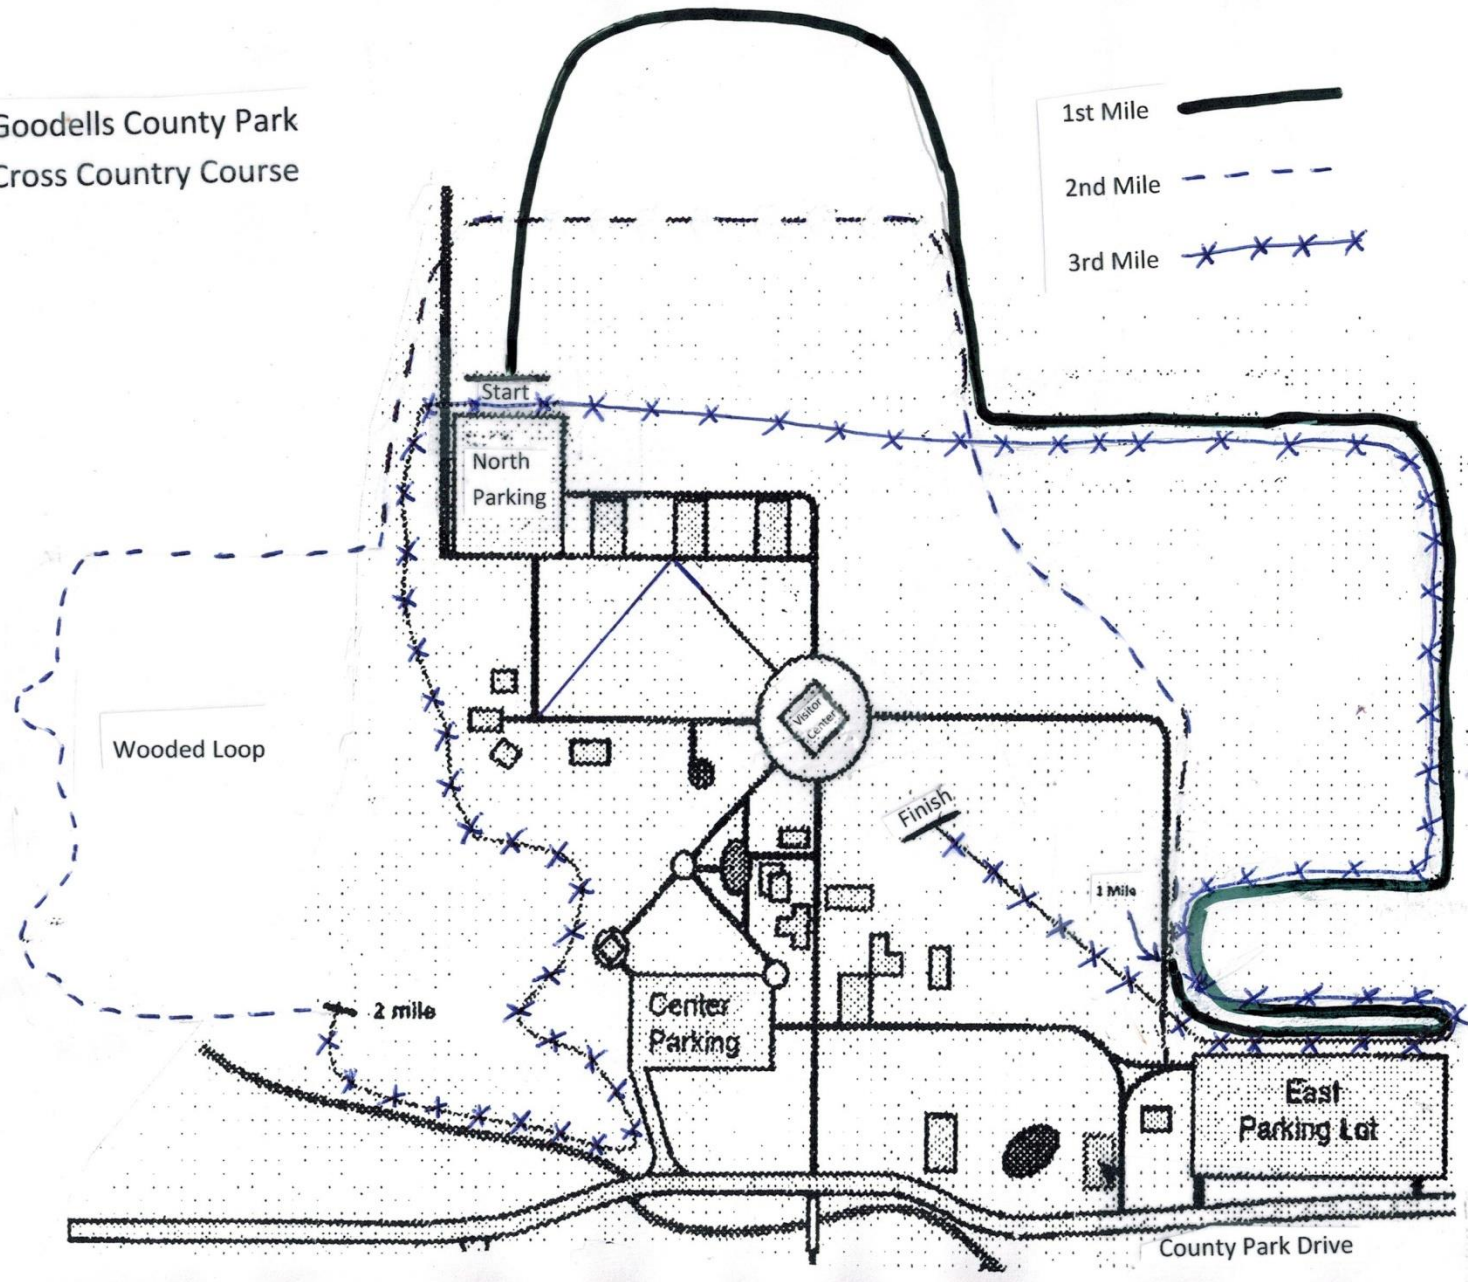 Goodells County Park
Cross Country Course
1st Mile
2nd Mile
3rd Mile
Start
North
Parking
Visitor
Center
Wooded Loop
Finish
1 Mile
2 mile
Center
Parking
East
Parking Lot
County Park Drive